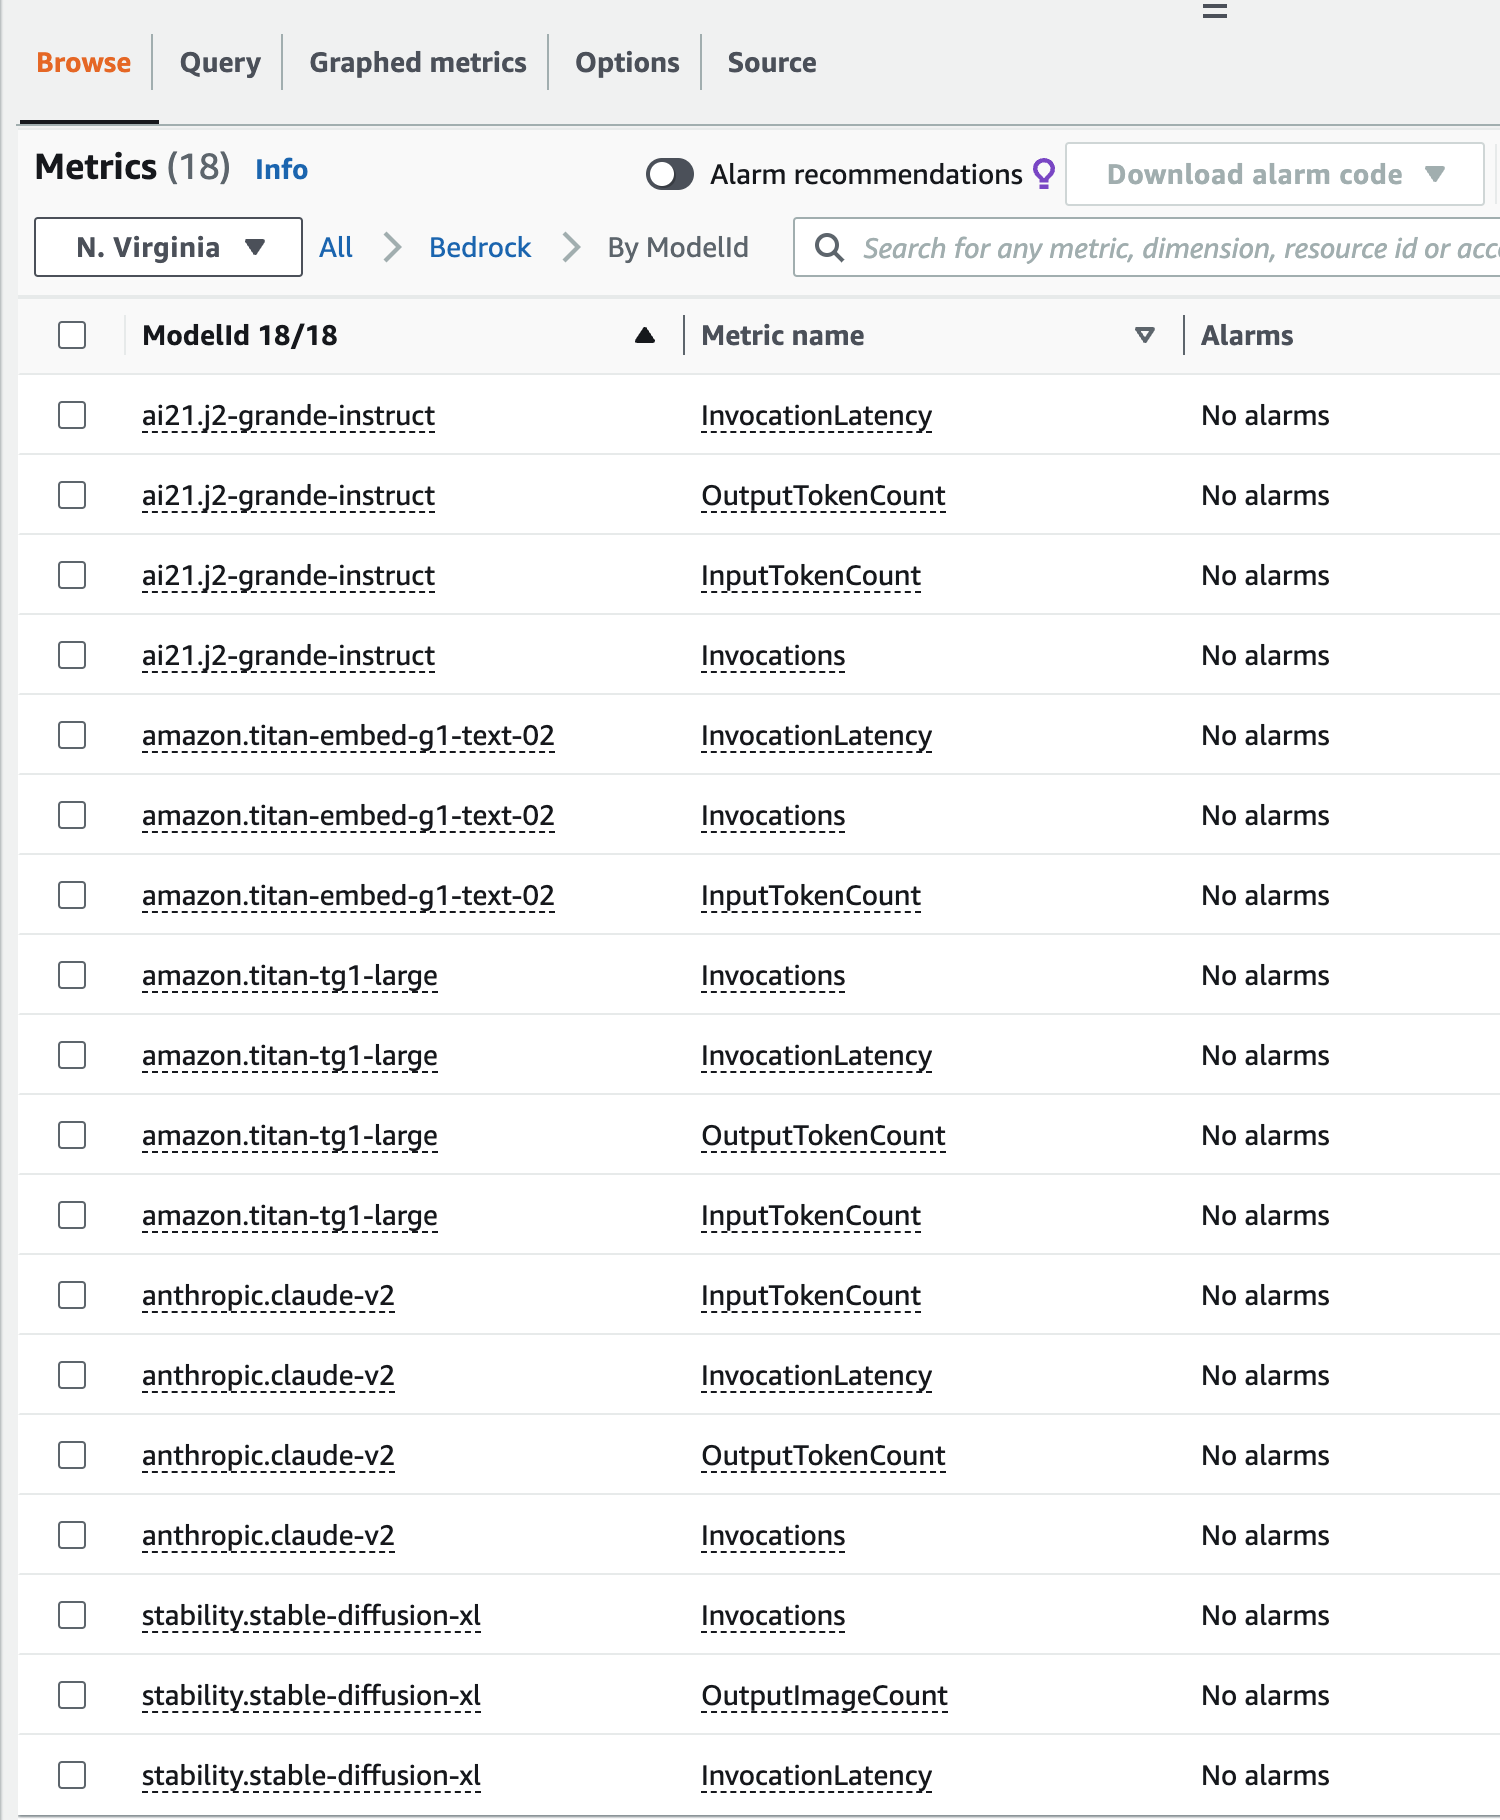 Browse Query Graphed metrics Options Source
Metrics (18) Info Alarm recommendations Download alarm code
N. Virginia All Bedrock By ModelId Search for any metric, dimension, resource id or
ModelId 18/18 Metric name Alarms
ai21.j2-grande-instruct InvocationLatency No alarms
ai21.j2-grande-instruct OutputTokenCount No alarms
ai21.j2-grande-instruct InputTokenCount No alarms
ai21.j2-grande-instruct Invocations No alarms
amazon.titan-embed-g1-text-02 InvocationLatency No alarms
amazon.titan-embed-g1-text-02 Invocations No alarms
amazon.titan-embed-g1-text-02 InputTokenCount No alarms
amazon.titan-tg1-large Invocations No alarms
amazon.titan-tg1-large InvocationLatency No alarms
amazon.titan-tg1-large OutputTokenCount No alarms
amazon.titan-tg1-large InputTokenCount No alarms
anthropic.claude-v2 InputTokenCount No alarms
anthropic.claude-v2 InvocationLatency No alarms
anthropic.claude-v2 OutputTokenCount No alarms
anthropic.claude-v2 Invocations No alarms
stability.stable-diffusion-xl Invocations No alarms
stability.stable-diffusion-xl OutputImageCount No alarms
stability.stable-diffusion-xl InvocationLatency No alarms